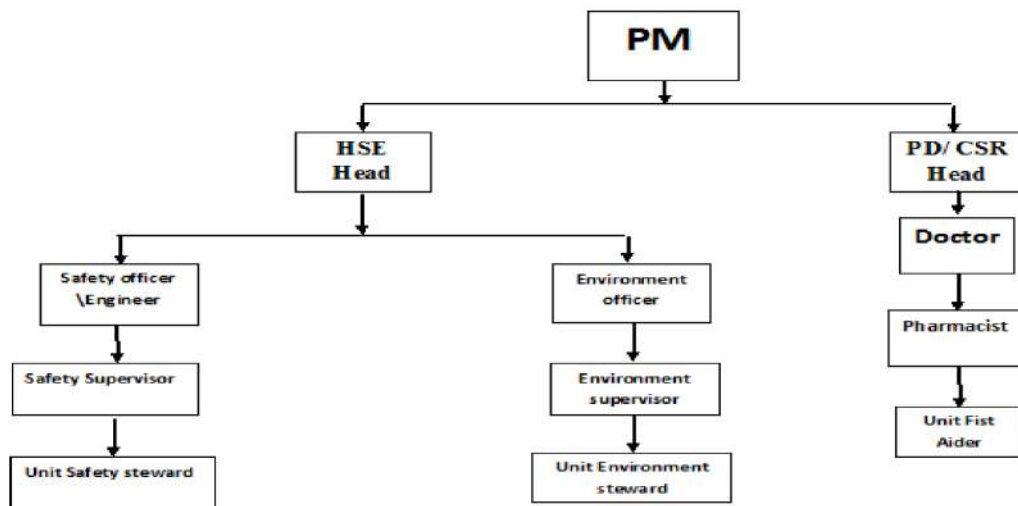 PM
HSE
Head
PD/ CSR
Head
Doctor
Safety officer
\Engineer
Environment
officer
Pharmacist
Safety Supervisor
Environment
supervisor
Unit Fist
Aider
Unit Safety steward
Unit Environment
steward